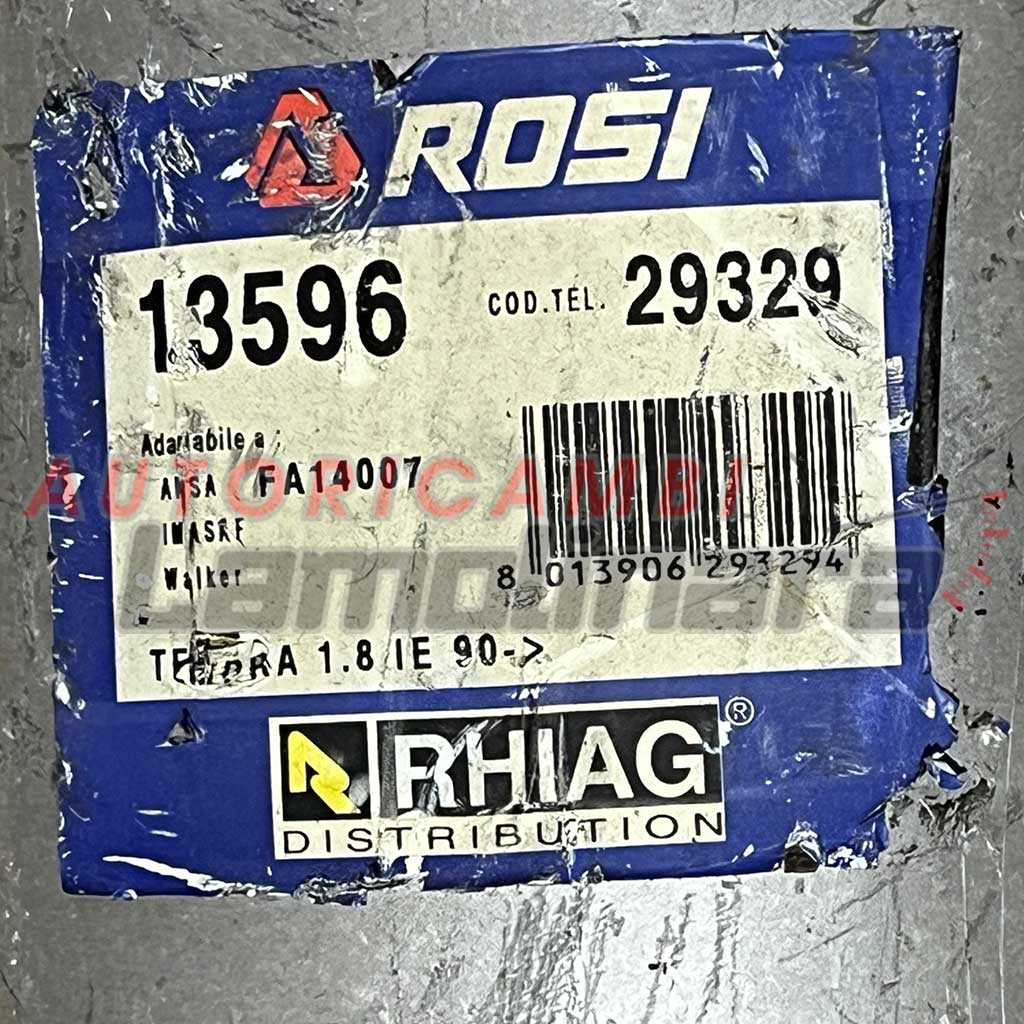 ROSI
13596 COD.TEL. 29329
Adattabile a :
ANSA FA14007
IMASAF
Walker
8 013906 293294
TEMPRA 1.8 IE 90->
RHIAG ®
DISTRIBUTION
AUTORICAMBI
Lamolinara